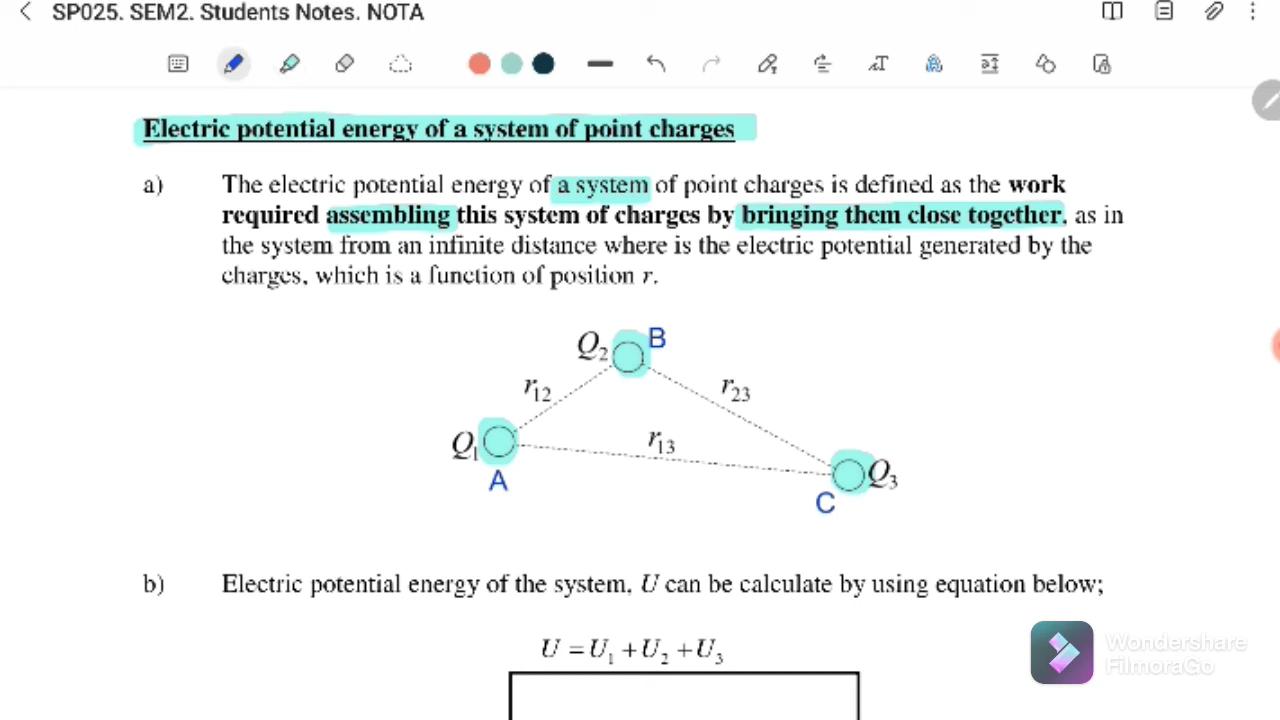 SP025. SEM2. Students Notes. NOTA
Electric potential energy of a system of point charges
a) The electric potential energy of a system of point charges is defined as the work
required assembling this system of charges by bringing them close together, as in
the system from an infinite distance where is the electric potential generated by the
charges, which is a function of position r.
Q₂ B
r₁₂ r₂₃
Q₁ r₁₃
A Q₃
C
b) Electric potential energy of the system, U can be calculate by using equation below;
U = U₁ + U₂ + U₃
Wondershare
FilmoraGo